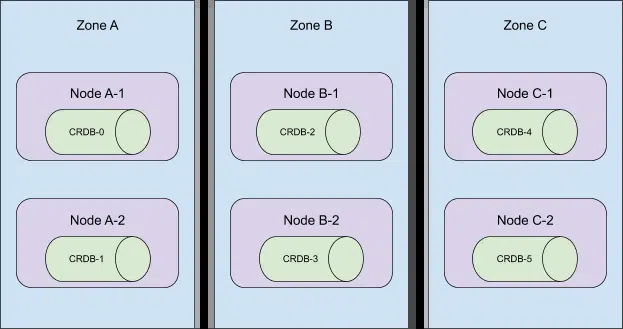 Zone A
Zone B
Zone C
Node A-1
CRDB-0
Node B-1
CRDB-2
Node C-1
CRDB-4
Node A-2
CRDB-1
Node B-2
CRDB-3
Node C-2
CRDB-5